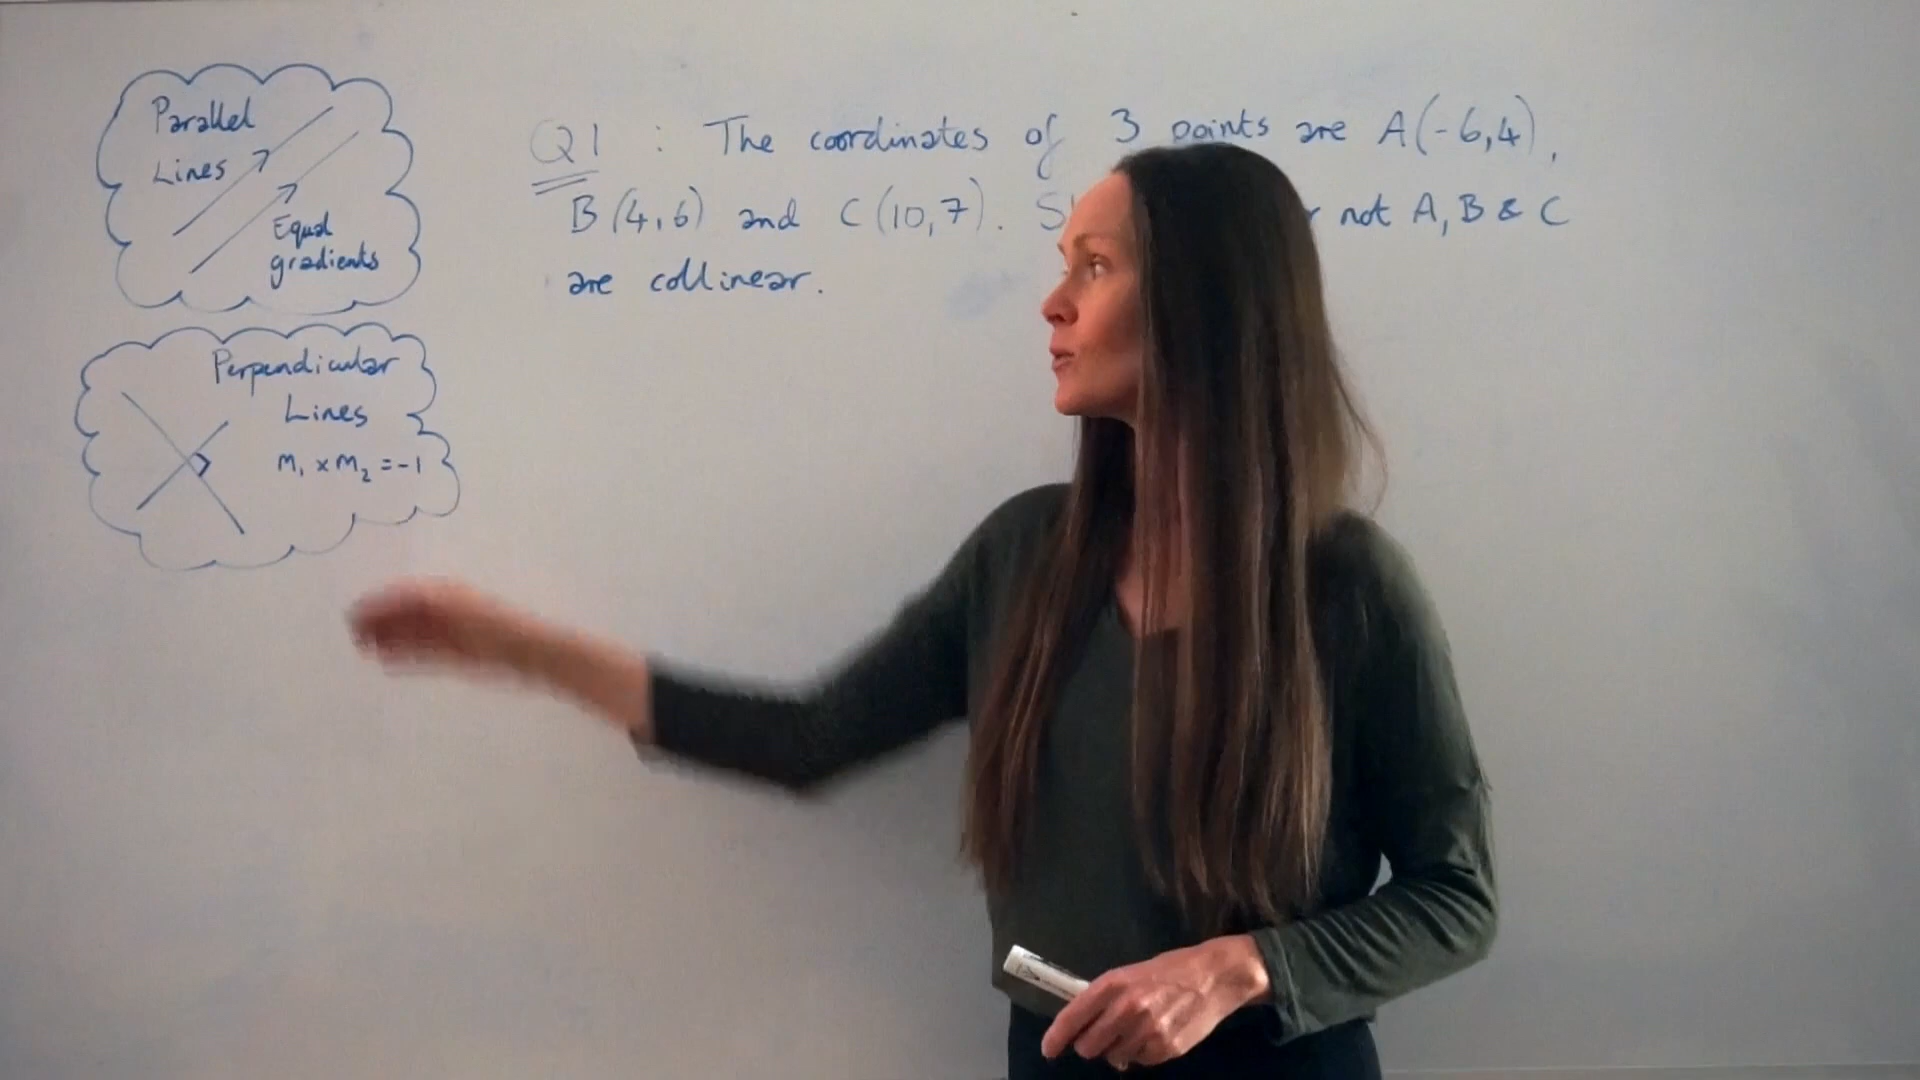 Parallel
Lines
Equal
gradients
Perpendicular
Lines
m₁ × m₂ = -1
Q1 : The coordinates of 3 points are A(-6,4),
B(4,6) and C(10,7). not A, B & C
are collinear.